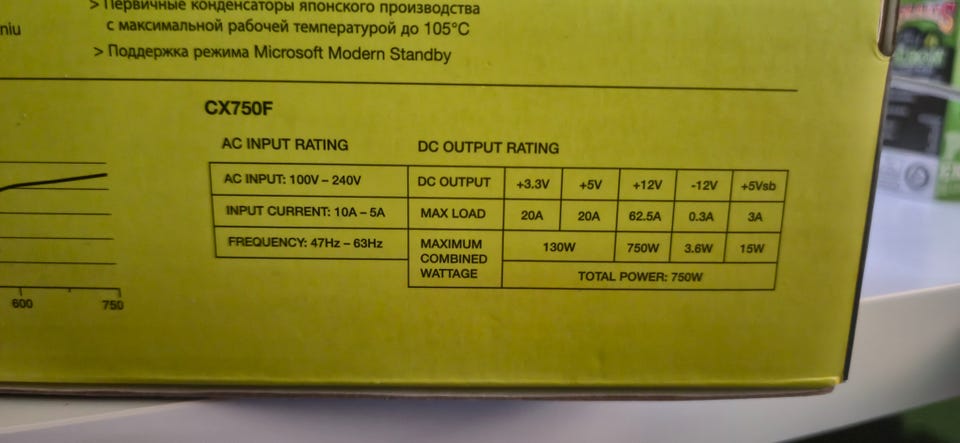 > Первичные конденсаторы японского производства
с максимальной рабочей температурой до 105°C
niu
> Поддержка режима Microsoft Modern Standby
CX750F
AC INPUT RATING
DC OUTPUT RATING
AC INPUT: 100V – 240V
DC OUTPUT +3.3V +5V +12V -12V +5Vsb
INPUT CURRENT: 10A – 5A
MAX LOAD 20A 20A 62.5A 0.3A 3A
FREQUENCY: 47Hz – 63Hz
MAXIMUM COMBINED WATTAGE 130W 750W 3.6W 15W
TOTAL POWER: 750W
600 750